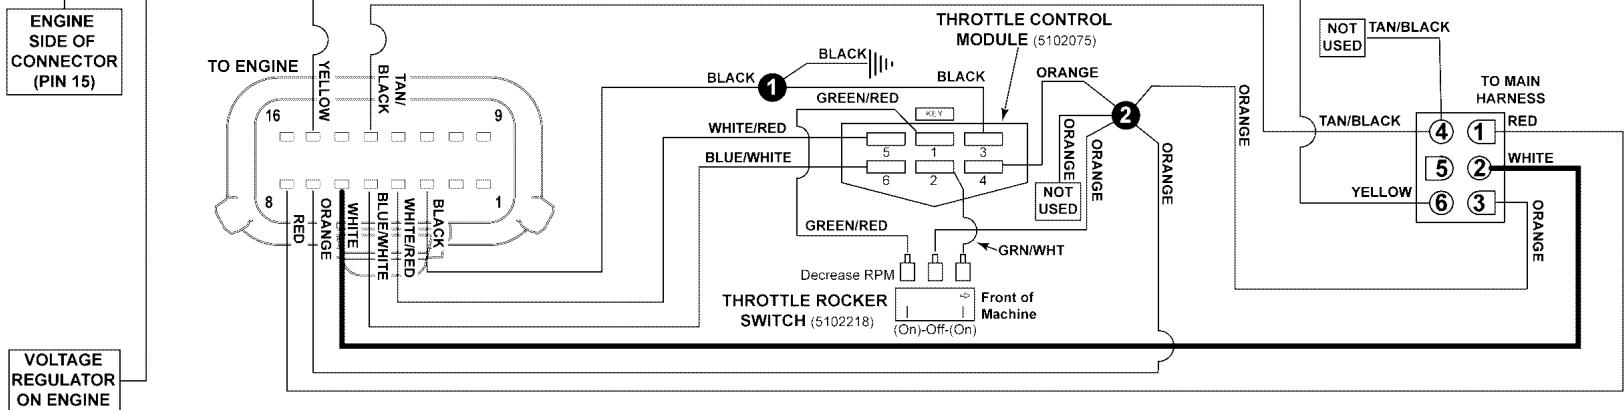 ENGINE
SIDE OF
CONNECTOR
(PIN 15)
VOLTAGE
REGULATOR
ON ENGINE
TO ENGINE
YELLOW
TAN/
BLACK
16
9
8
1
RED
ORANGE
WHITE
BLUE/WHITE
WHITE/RED
BLACK
THROTTLE CONTROL
MODULE (5102075)
BLACK
BLACK
1
BLACK
GREEN/RED
KEY
WHITE/RED
BLUE/WHITE
5
1
3
6
2
4
ORANGE
2
ORANGE
ORANGE
ORANGE
ORANGE
NOT
USED
GREEN/RED
GRN/WHT
Decrease RPM
THROTTLE ROCKER
SWITCH (5102218)
Front of
Machine
(On)-Off-(On)
NOT
USED
TAN/BLACK
TO MAIN
HARNESS
TAN/BLACK
4
1
RED
5
2
WHITE
YELLOW
6
3
ORANGE